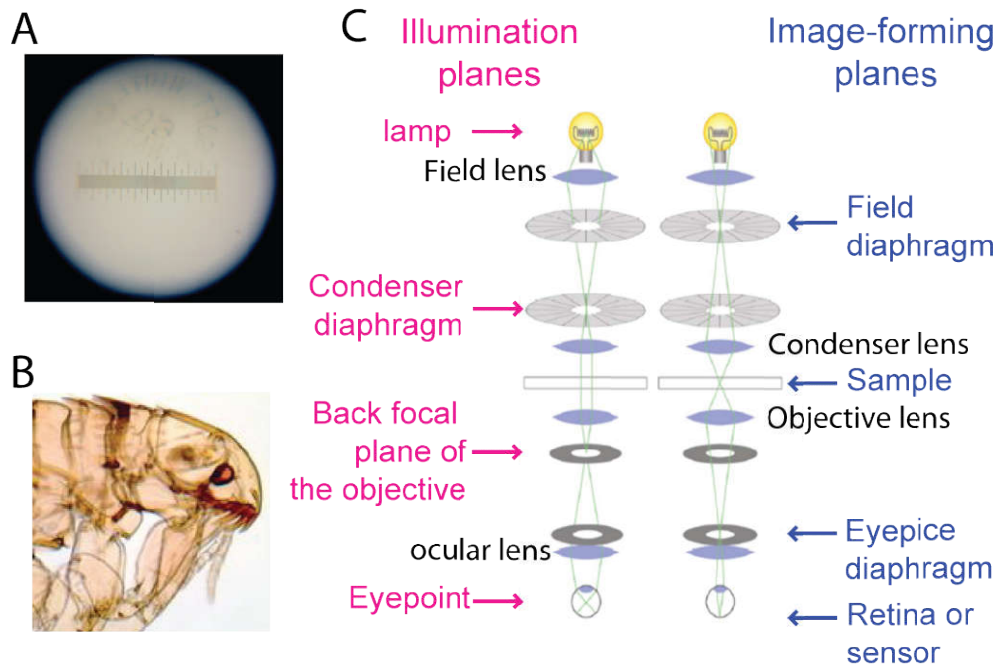 A
C
Illumination
planes
Image-forming
planes
lamp
Field lens
Field
diaphragm
Condenser
diaphragm
Condenser lens
B
Sample
Back focal
plane of
the objective
Objective lens
ocular lens
Eyepice
diaphragm
Eyepoint
Retina or
sensor